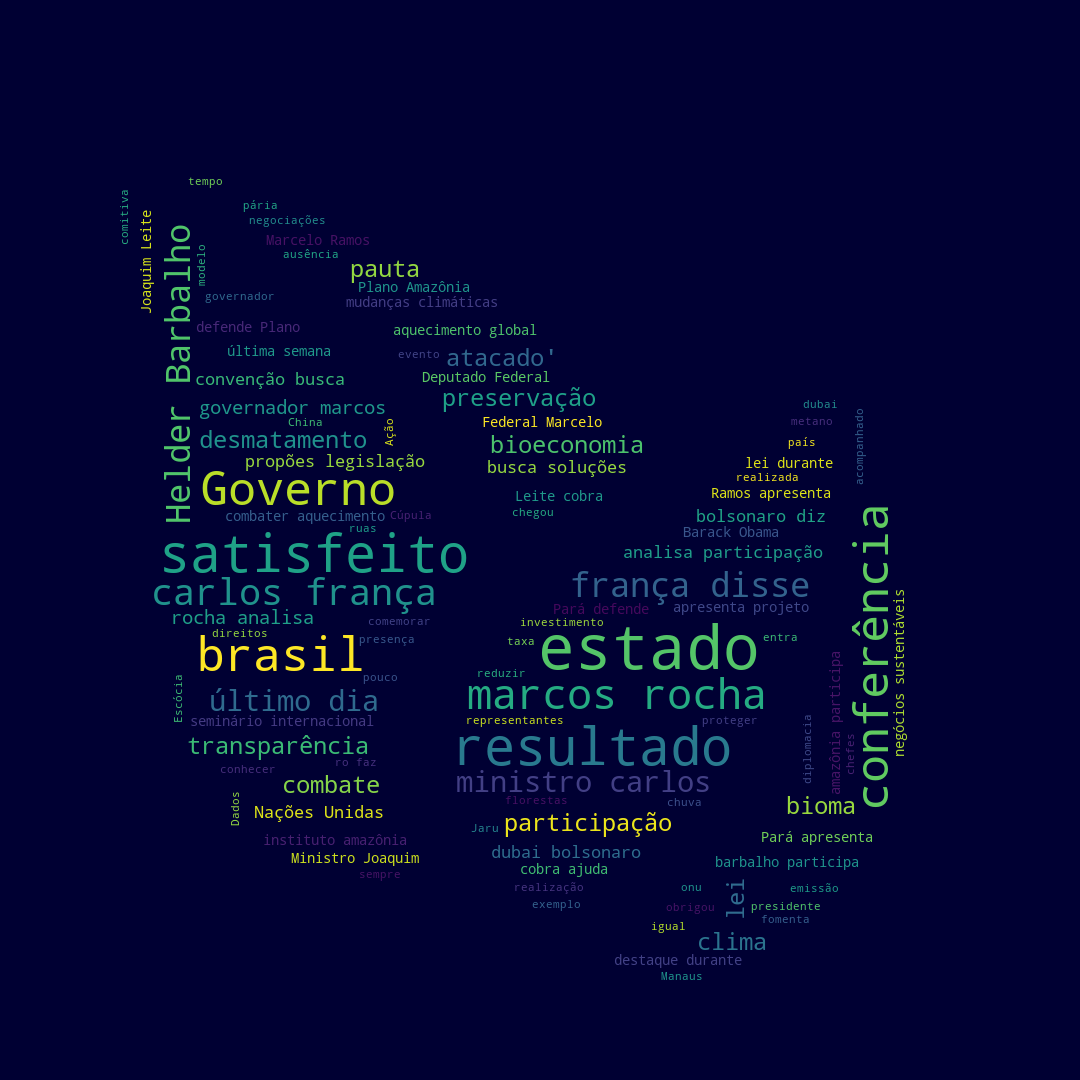 tempo
comitiva
pária
Joaquim Leite
negociações
Helder Barbalho
Marcelo Ramos
modelo
ausência
pauta
Plano Amazônia
governador
mudanças climáticas
defende Plano
aquecimento global
última semana
evento
atacado'
convenção busca
Deputado Federal
preservação
governador marcos
dubai
China
Ação
Federal Marcelo
metano
acompanhado
desmatamento
bioeconomia
país
propões legislação
busca soluções
lei durante
realizada
Governo
Leite cobra
Ramos apresenta
combater aquecimento
Cúpula
chegou
bolsonaro diz
conferência
ruas
Barack Obama
satisfeito
analisa participação
carlos frança
frança disse
negócios sustentáveis
Pará defende
apresenta projeto
rocha analisa
comemorar
investimento
direitos
presença
taxa
estado
entra
brasil
pouco
reduzir
amazônia participa
Escócia
último dia
marcos rocha
seminário internacional
representantes
proteger
diplomacia
chefes
transparência
resultado
ro faz
conhecer
combate
ministro carlos
Dados
florestas
chuva
bioma
Nações Unidas
Jaru
participação
instituto amazônia
Pará apresenta
Ministro Joaquim
dubai bolsonaro
barbalho participa
sempre
cobra ajuda
realização
onu
lei
emissão
exemplo
obrigou
presidente
fomenta
igual
clima
destaque durante
Manaus